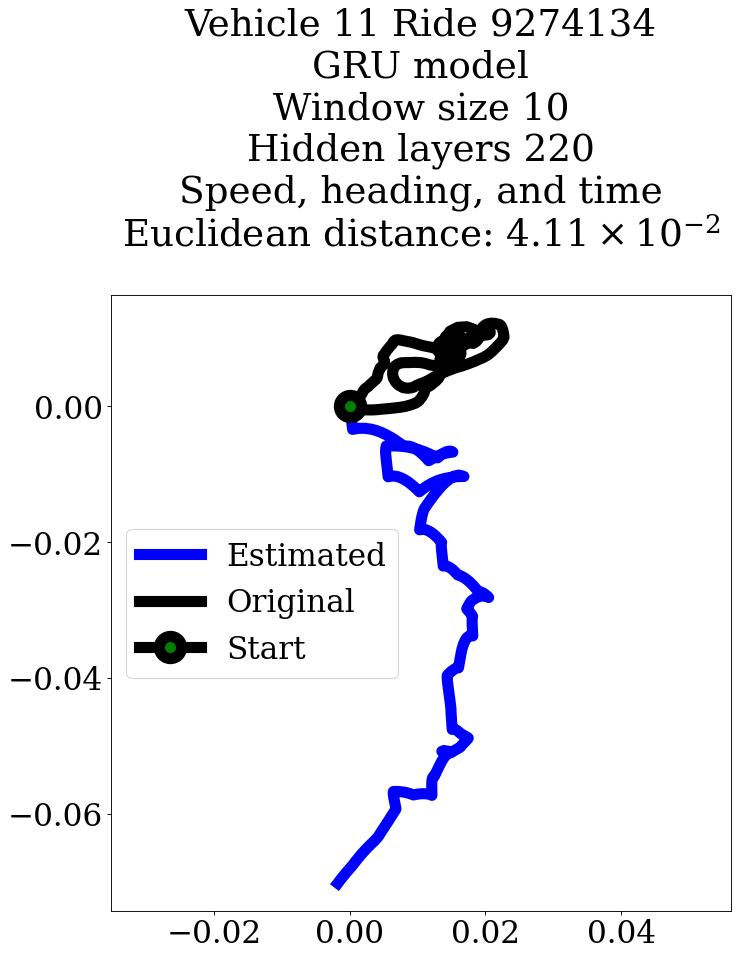 Vehicle 11 Ride 9274134
GRU model
Window size 10
Hidden layers 220
Speed, heading, and time
Euclidean distance: 4.11 × 10⁻²
0.00
−0.02
−0.04
−0.06
Estimated
Original
Start
−0.02 0.00 0.02 0.04